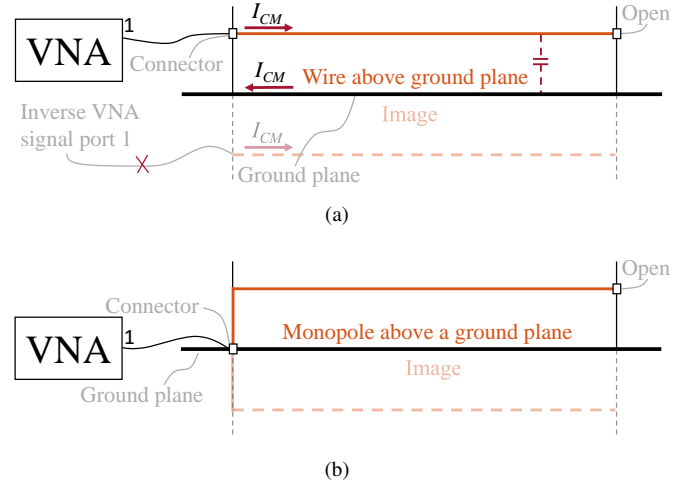 1
I_CM
Open
VNA
Connector
I_CM
Wire above ground plane
Inverse VNA
signal port 1
I_CM
Image
Ground plane
(a)
Open
Connector
1
VNA
Monopole above a ground plane
Ground plane
Image
(b)